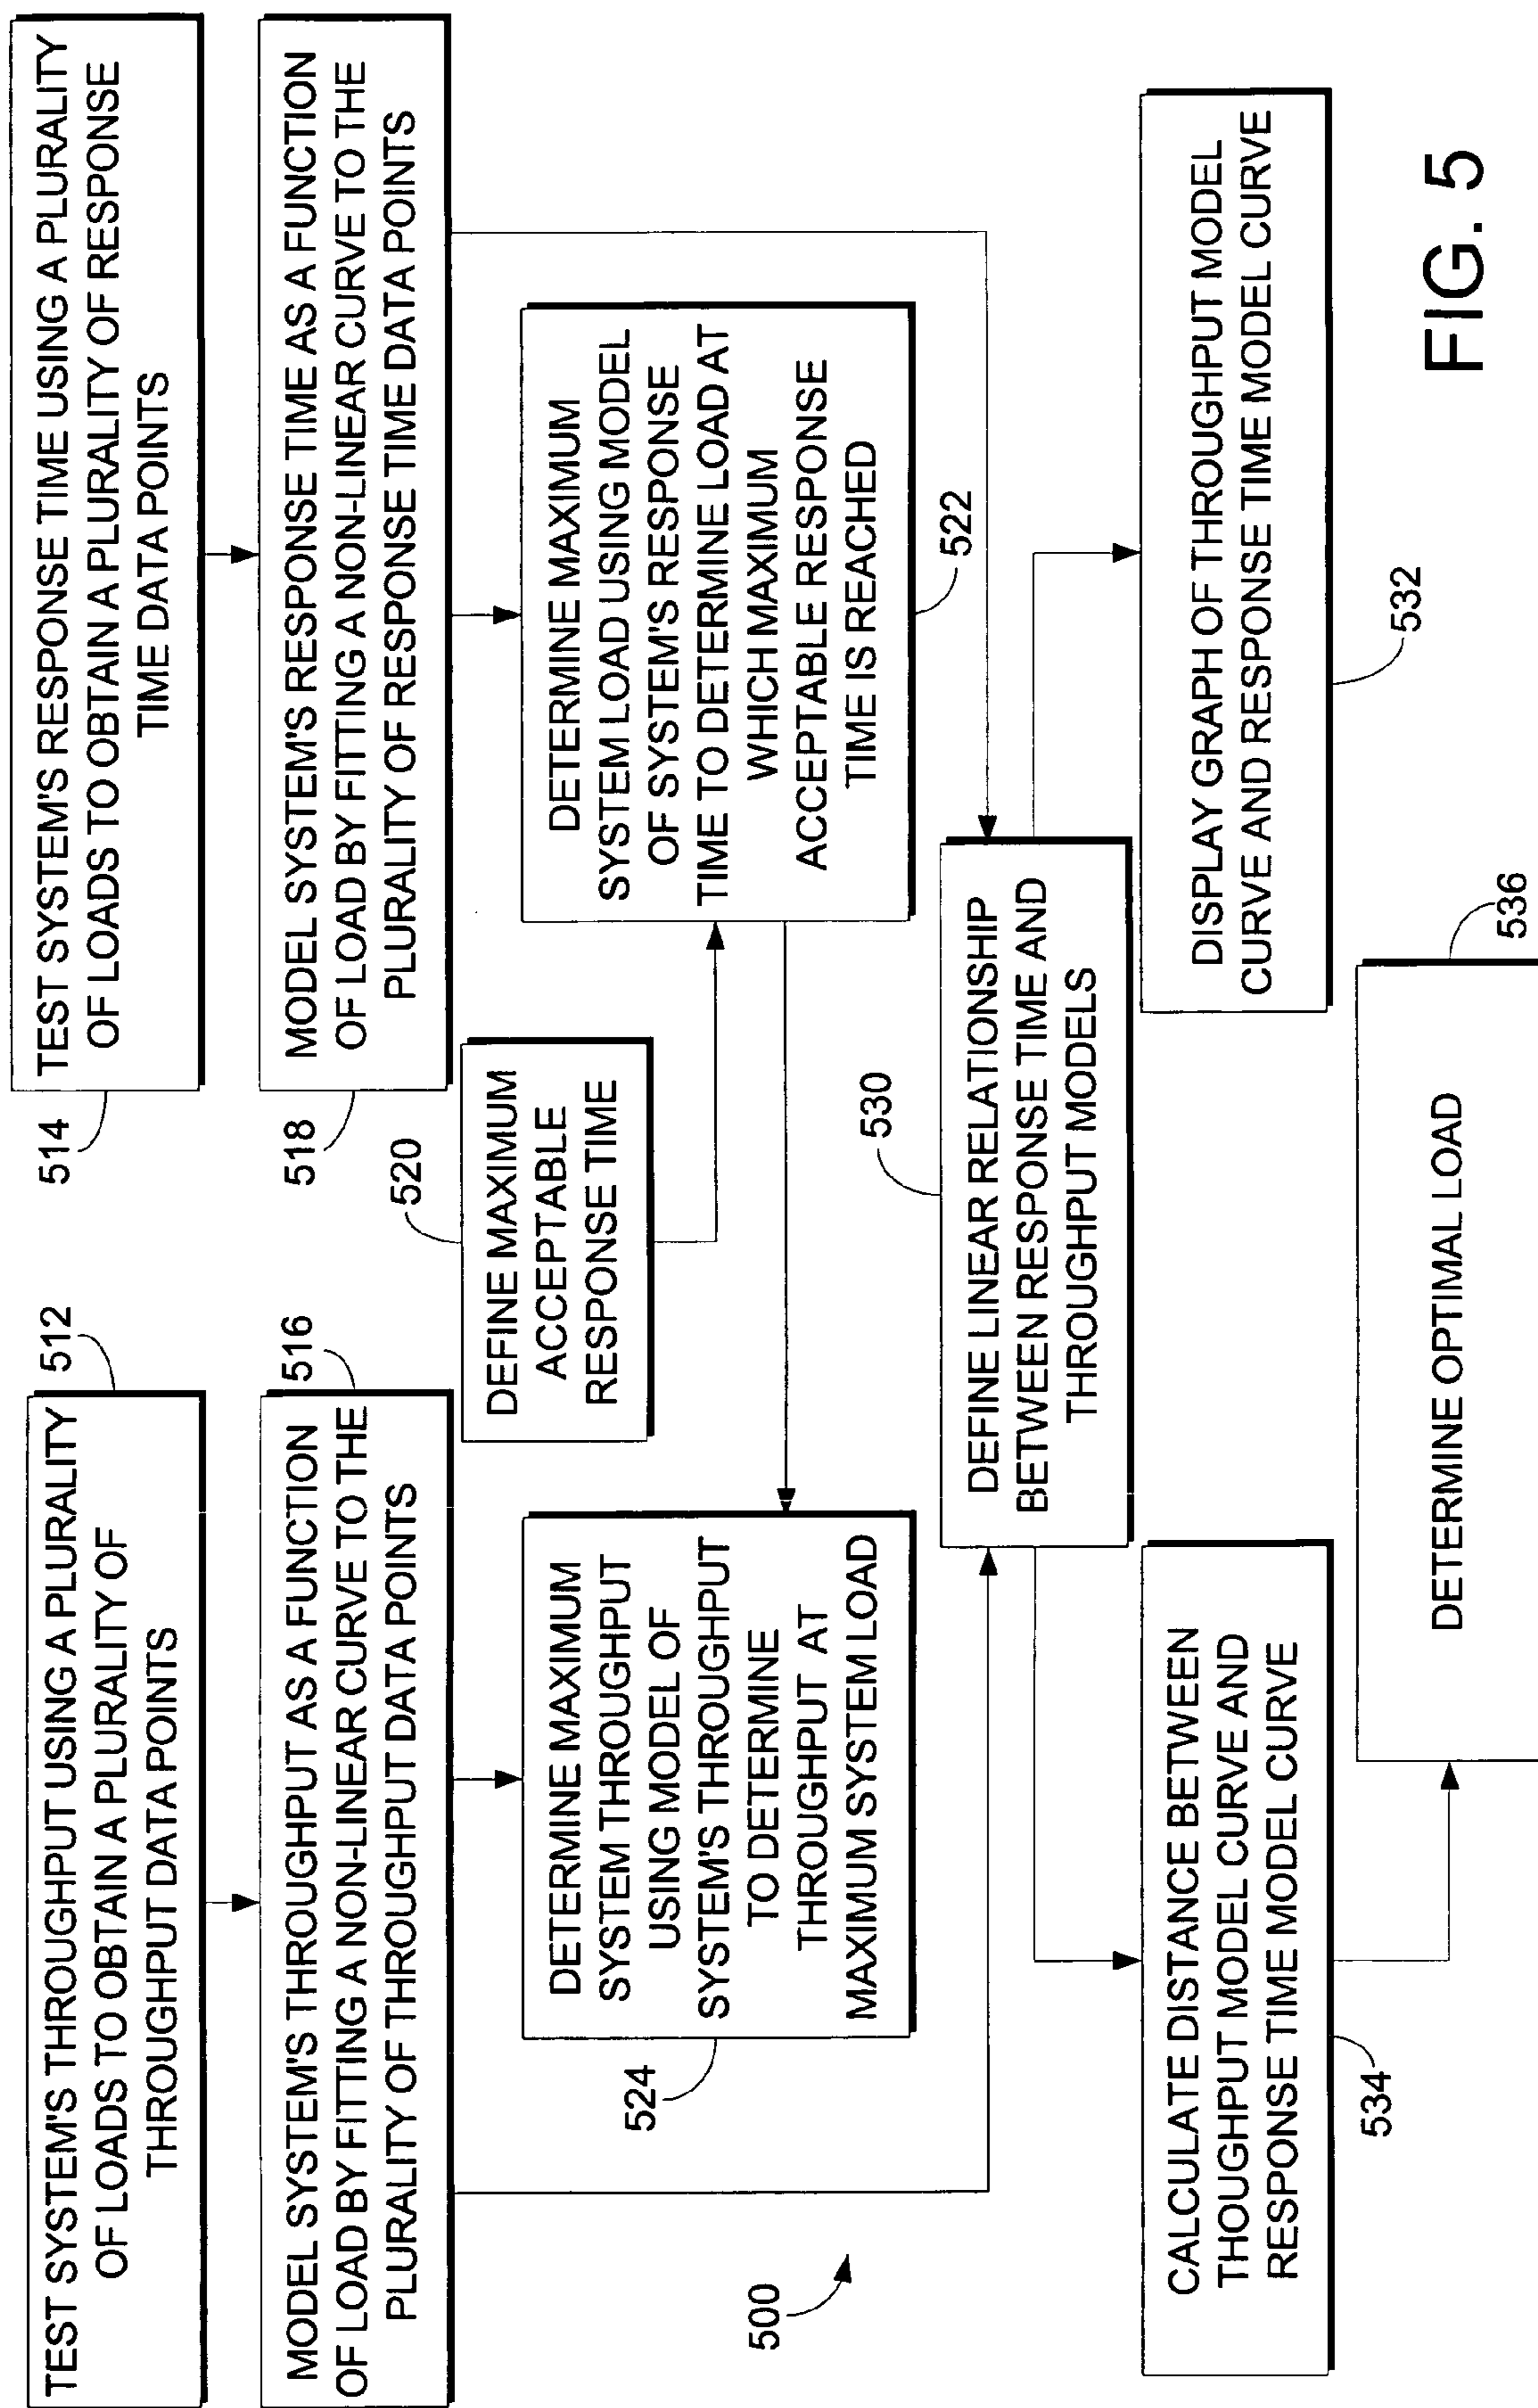 TEST SYSTEM'S THROUGHPUT USING A PLURALITY
OF LOADS TO OBTAIN A PLURALITY OF
THROUGHPUT DATA POINTS
512
TEST SYSTEM'S RESPONSE TIME USING A PLURALITY
OF LOADS TO OBTAIN A PLURALITY OF RESPONSE
TIME DATA POINTS
514
MODEL SYSTEM'S THROUGHPUT AS A FUNCTION
OF LOAD BY FITTING A NON-LINEAR CURVE TO THE
PLURALITY OF THROUGHPUT DATA POINTS
516
MODEL SYSTEM'S RESPONSE TIME AS A FUNCTION
OF LOAD BY FITTING A NON-LINEAR CURVE TO THE
PLURALITY OF RESPONSE TIME DATA POINTS
518
520
DEFINE MAXIMUM
ACCEPTABLE
RESPONSE TIME
DETERMINE MAXIMUM
SYSTEM THROUGHPUT
USING MODEL OF
SYSTEM'S THROUGHPUT
TO DETERMINE
THROUGHPUT AT
MAXIMUM SYSTEM LOAD
524
DETERMINE MAXIMUM
SYSTEM LOAD USING MODEL
OF SYSTEM'S RESPONSE
TIME TO DETERMINE LOAD AT
WHICH MAXIMUM
ACCEPTABLE RESPONSE
TIME IS REACHED
522
500
530
DEFINE LINEAR RELATIONSHIP
BETWEEN RESPONSE TIME AND
THROUGHPUT MODELS
CALCULATE DISTANCE BETWEEN
THOUGHPUT MODEL CURVE AND
RESPONSE TIME MODEL CURVE
534
DISPLAY GRAPH OF THROUGHPUT MODEL
CURVE AND RESPONSE TIME MODEL CURVE
532
DETERMINE OPTIMAL LOAD
536
FIG. 5